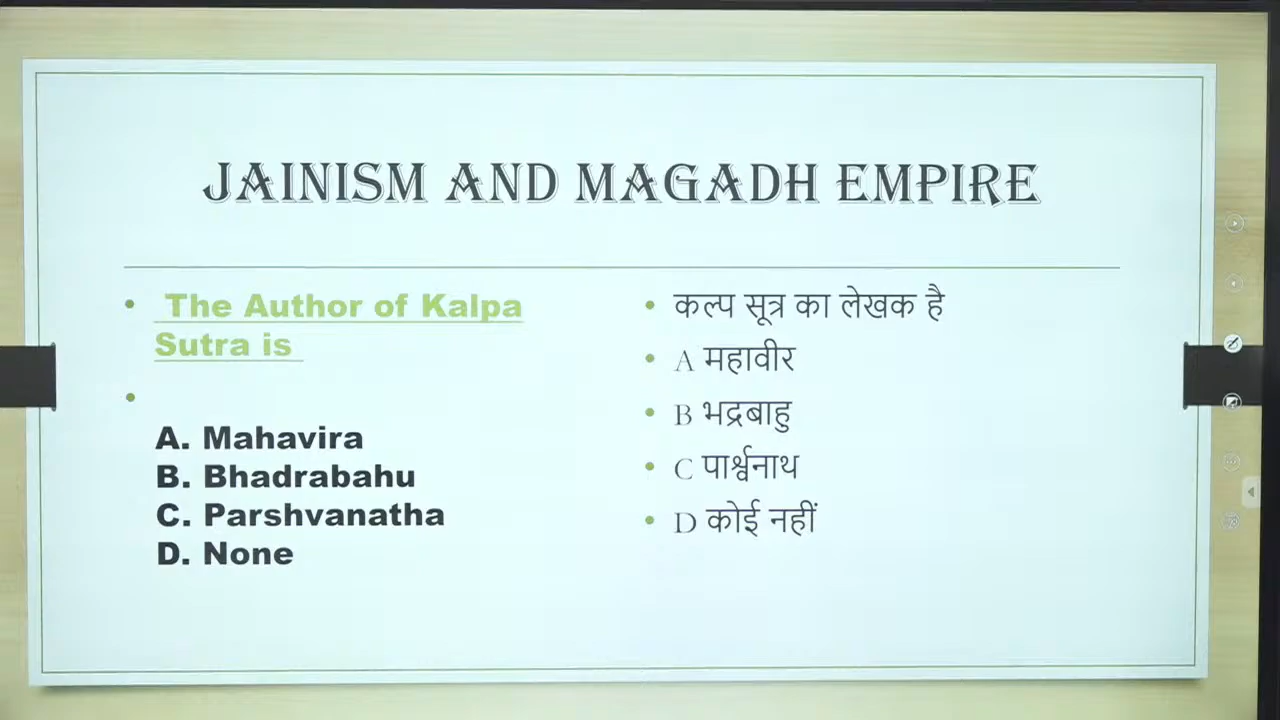 JAINISM AND MAGADH EMPIRE
• The Author of Kalpa
Sutra is
•
A. Mahavira
B. Bhadrabahu
C. Parshvanatha
D. None
• कल्प सूत्र का लेखक है
• A महावीर
• B भद्रबाहु
• C पार्श्वनाथ
• D कोई नहीं